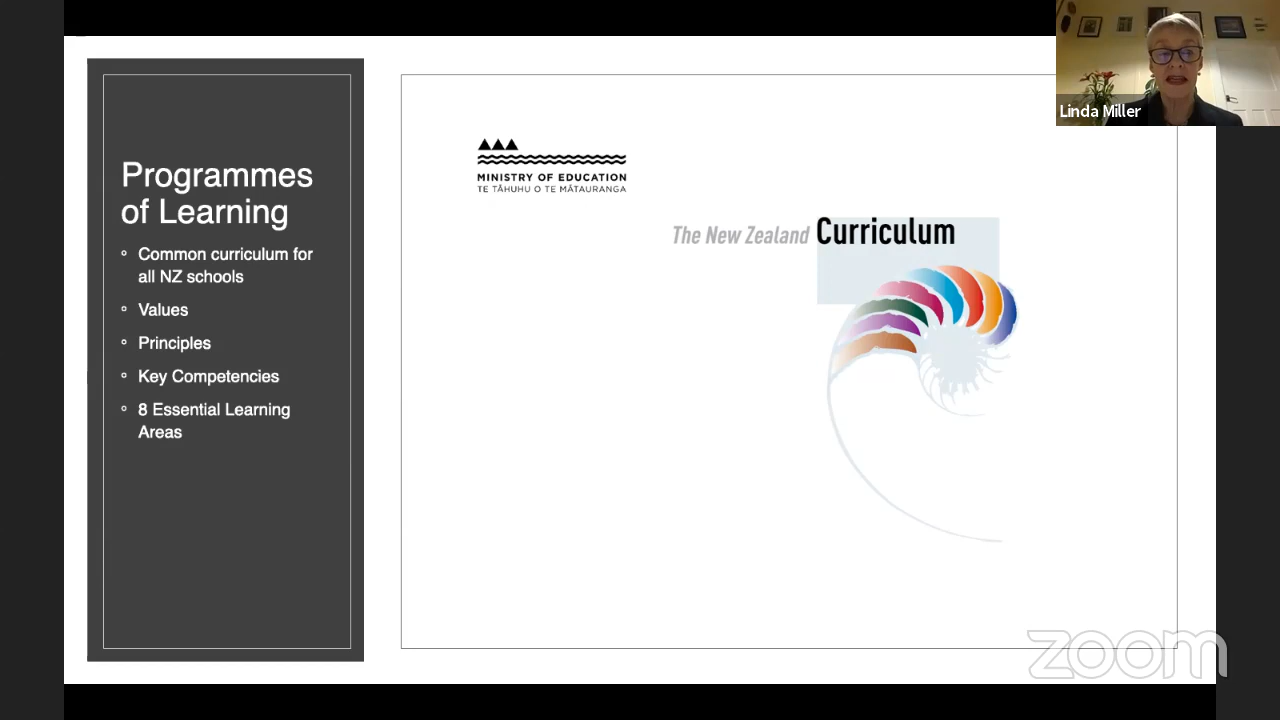 Programmes
of Learning
Common curriculum for
all NZ schools
Values
Principles
Key Competencies
8 Essential Learning
Areas
MINISTRY OF EDUCATION
TE TĀHUHU O TE MĀTAURANGA
The New Zealand Curriculum
Linda Miller
zoom